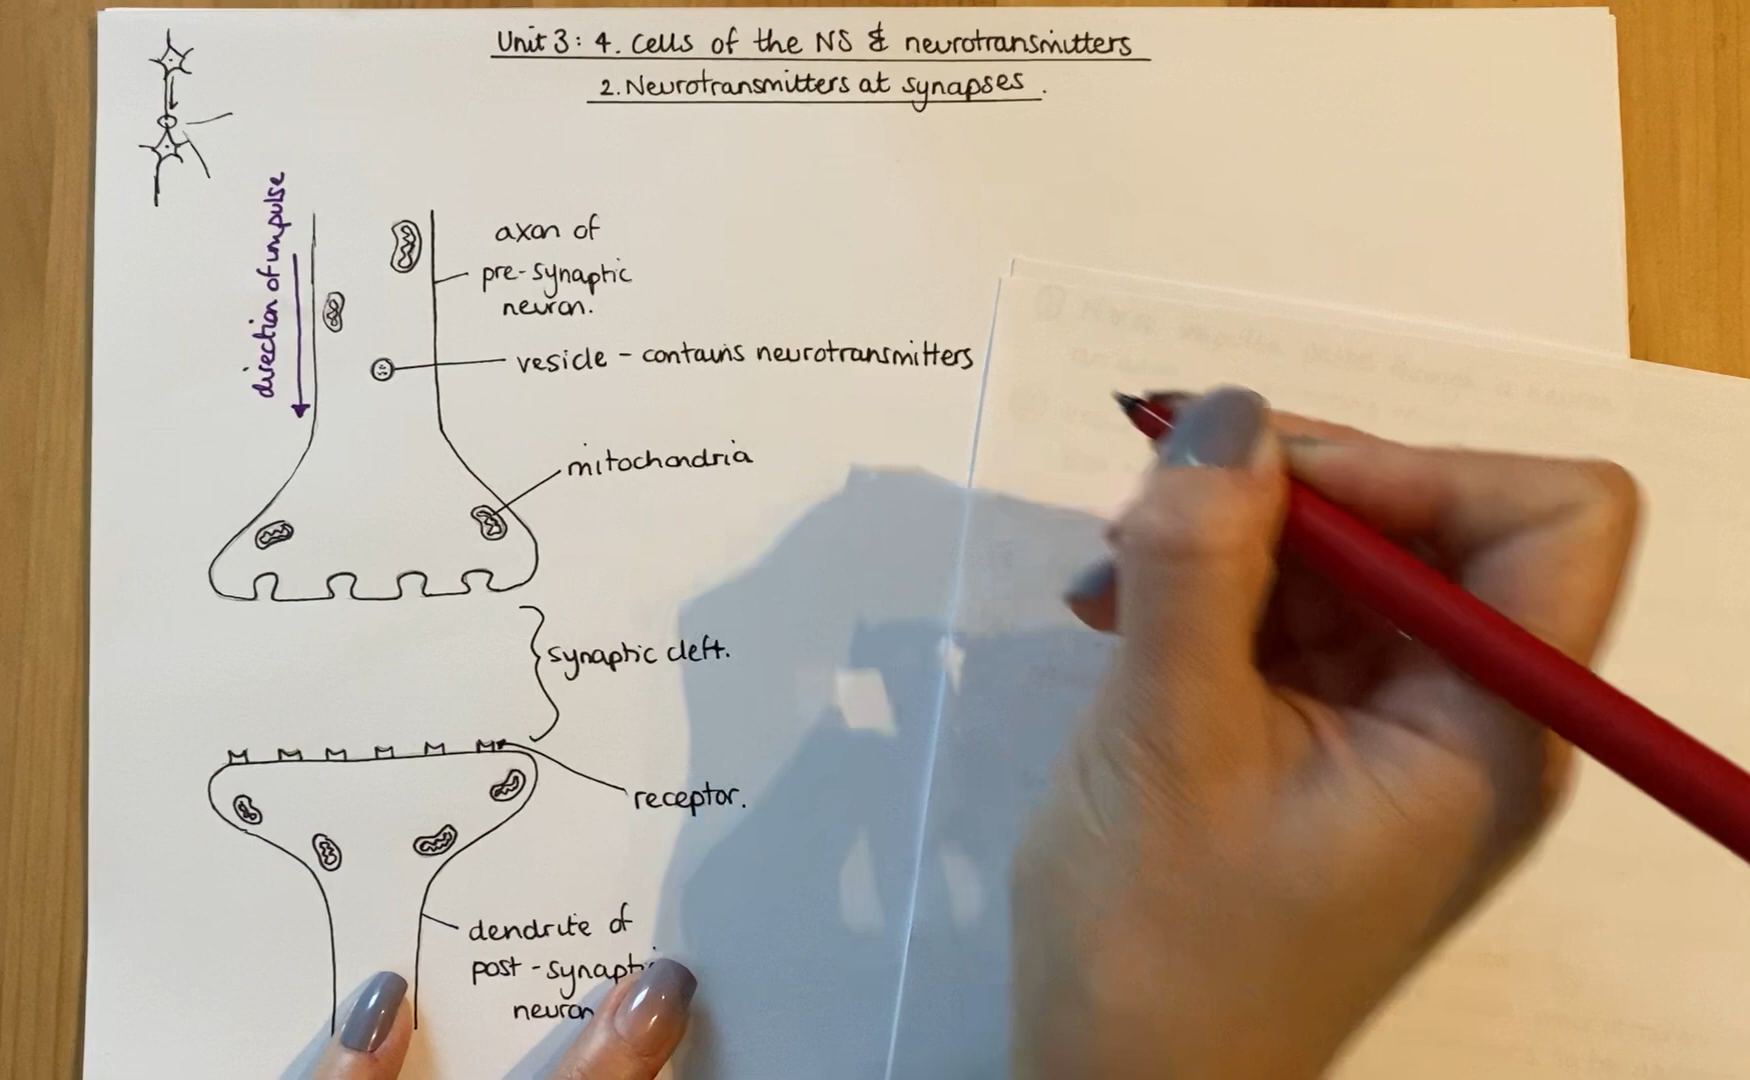 Unit 3: 4. Cells of the NS & neurotransmitters
2. Neurotransmitters at synapses.
direction of impulse
axon of
pre-synaptic
neuron.
vesicle - contains neurotransmitters
mitochondria
synaptic cleft.
receptor.
dendrite of
post-synaptic
neuron